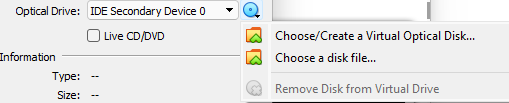 Optical Drive: IDE Secondary Device 0
Live CD/DVD
Choose/Create a Virtual Optical Disk...
Choose a disk file...
Remove Disk from Virtual Drive
Information
Type: --
Size: --